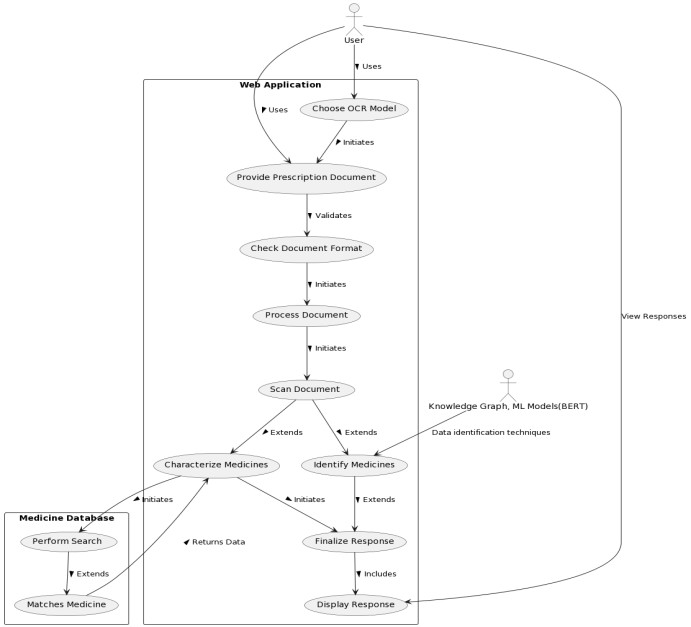 User
Uses
Web Application
Uses
Choose OCR Model
Initiates
Provide Prescription Document
Validates
Check Document Format
Initiates
Process Document
View Responses
Initiates
Scan Document
Knowledge Graph, ML Models(BERT)
Extends
Extends
Data identification techniques
Characterize Medicines
Identify Medicines
Initiates
Initiates
Extends
Medicine Database
Perform Search
Returns Data
Finalize Response
Extends
Includes
Matches Medicine
Display Response